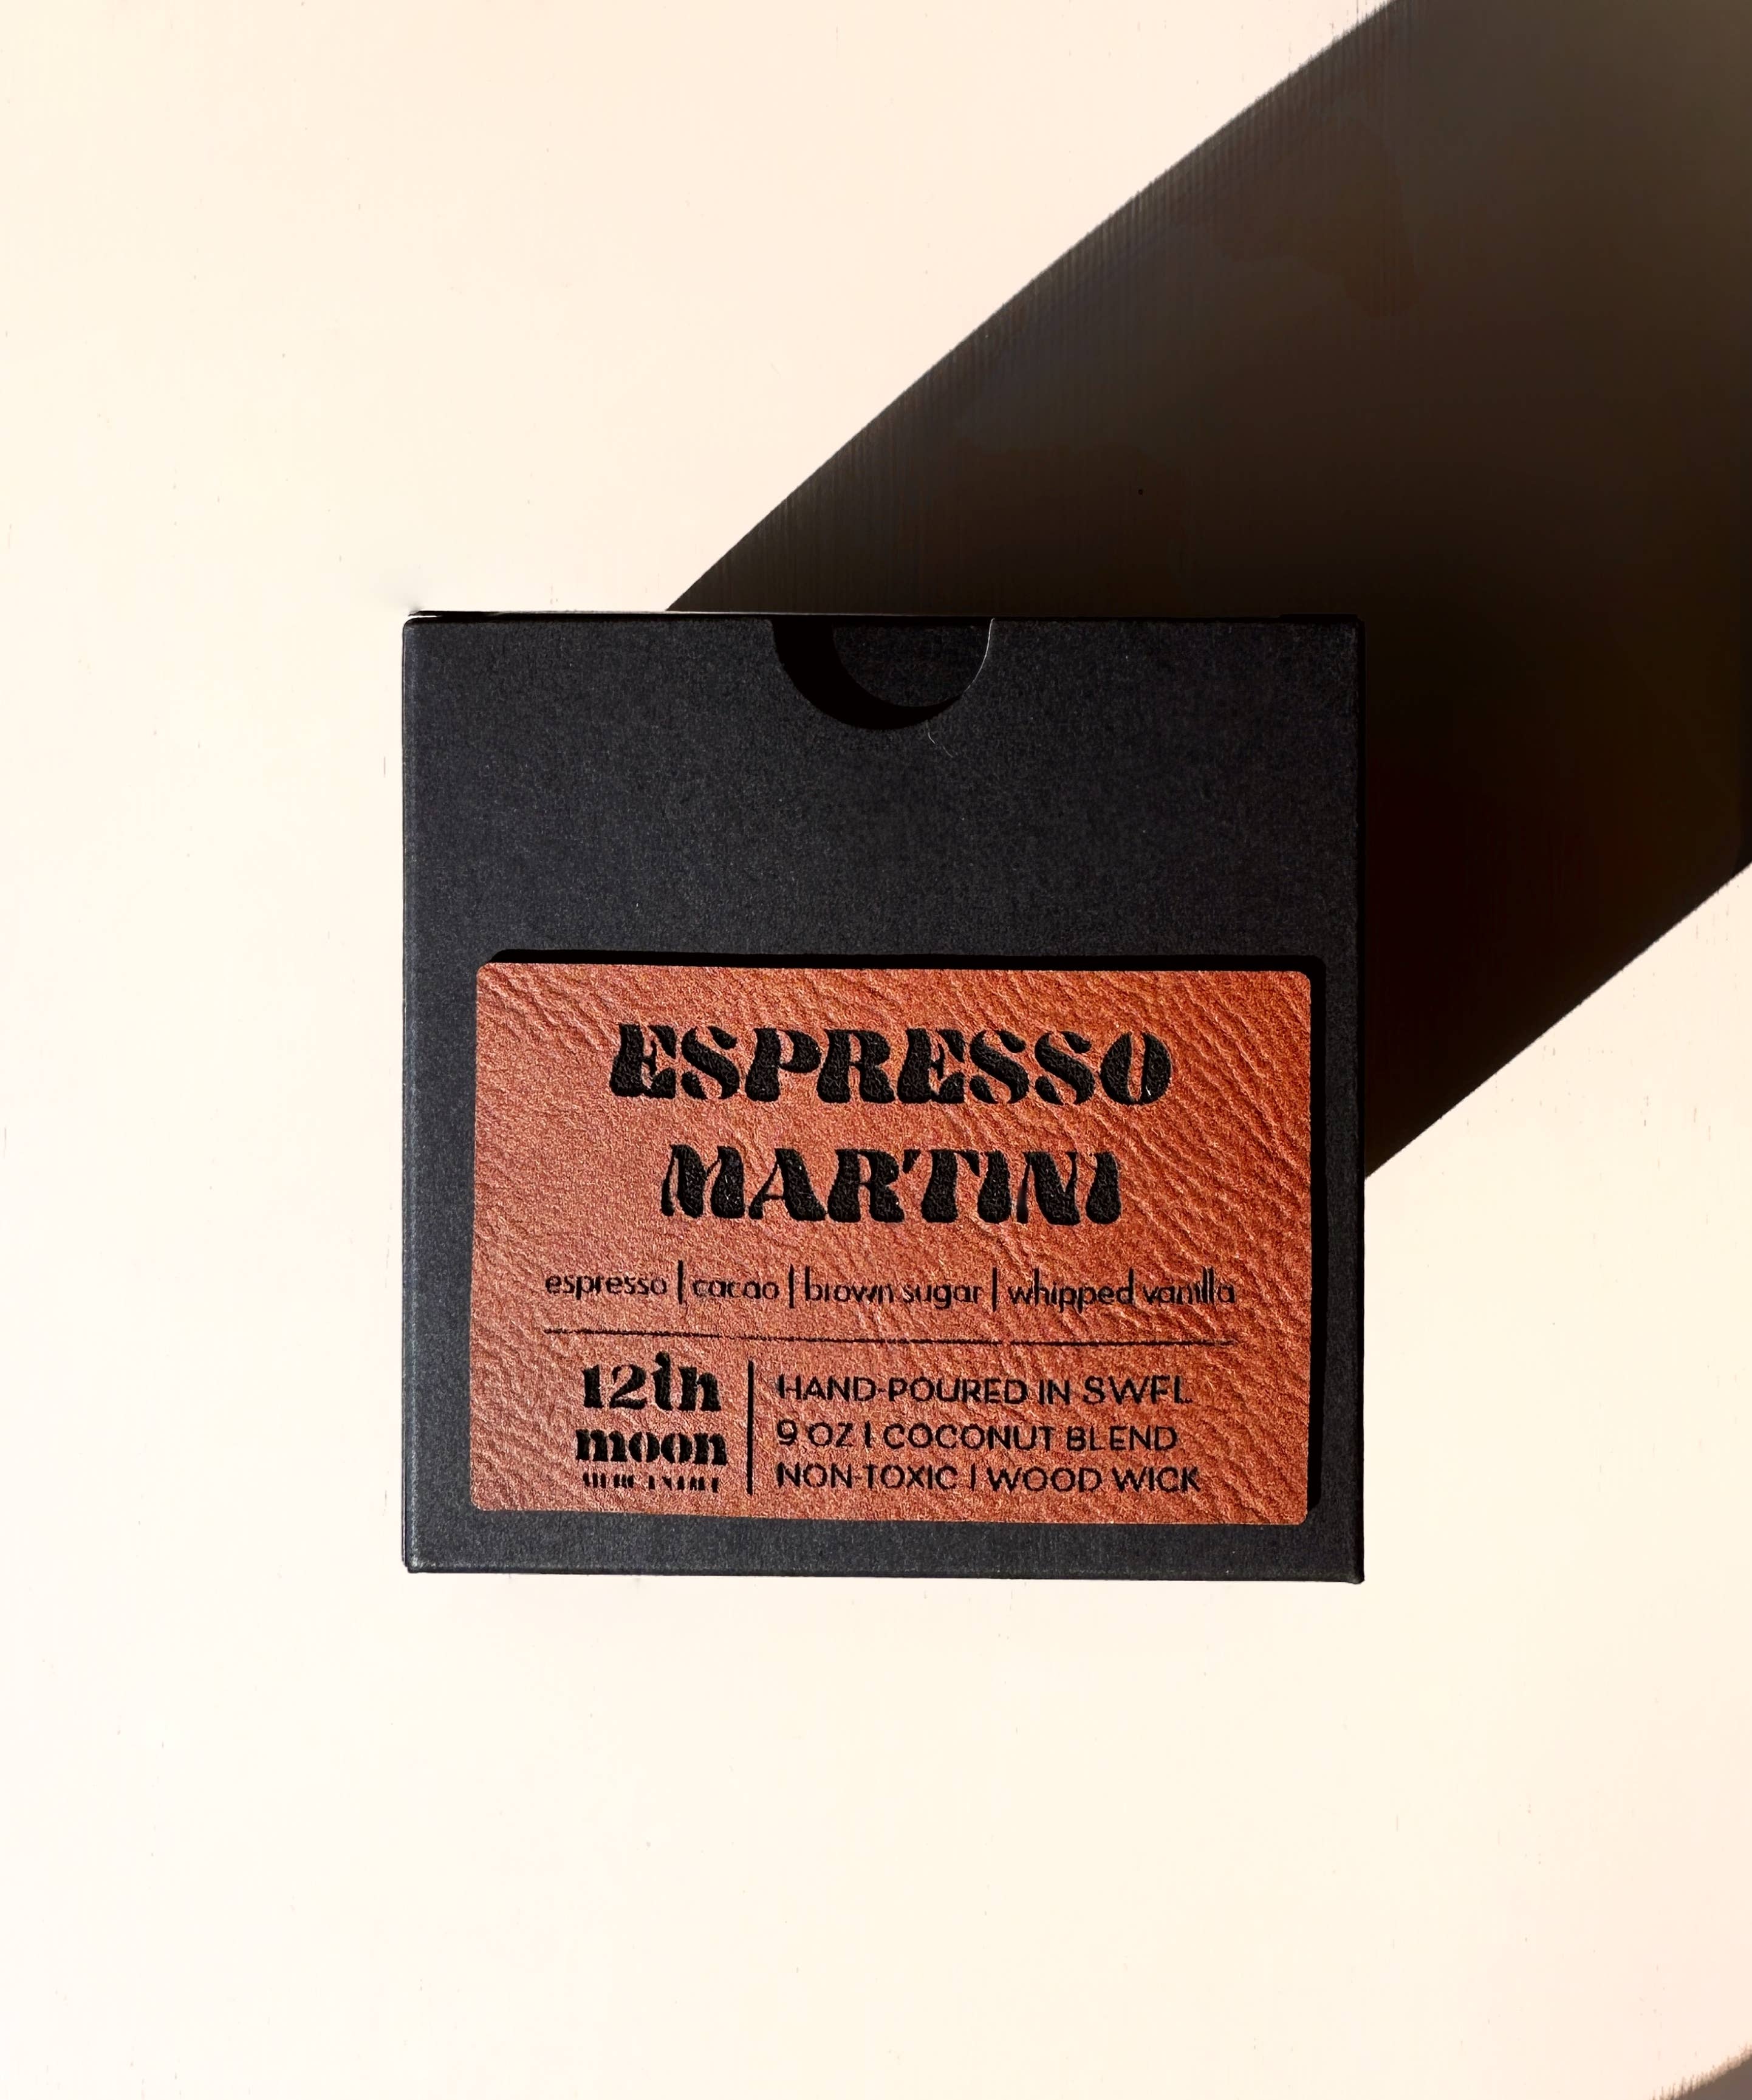 ESPRESSO
MARTINI
espresso | cacao | brown sugar | whipped vanilla
12th
moon
HAND-POURED IN SWFL
9 OZ | COCONUT BLEND
NON-TOXIC | WOOD WICK